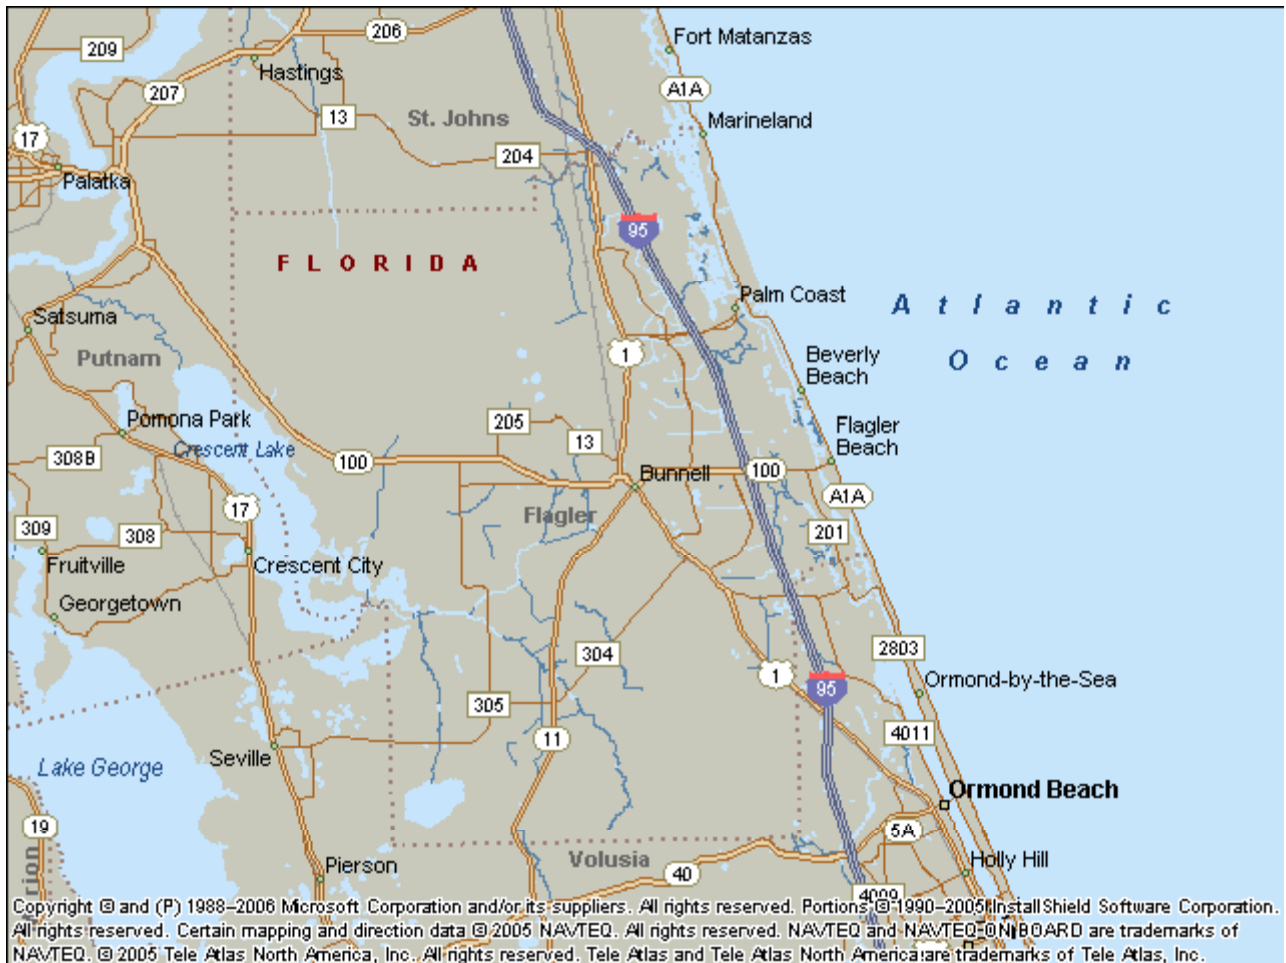 206
Fort Matanzas
209
Hastings
207
A1A
13
St. Johns
Marineland
17
204
Palatka
95
FLORIDA
Palm Coast
Atlantic
Ocean
Satsuma
Putnam
1
Beverly
Beach
Pomona Park
205
Flagler
Beach
13
Crescent Lake
308B
100
Bunnell
100
A1A
17
Flagler
309
308
201
Fruitville
Crescent City
Georgetown
304
2803
1
95
Ormond-by-the-Sea
305
4011
11
Seville
Lake George
Ormond Beach
19
5A
Volusia
Holly Hill
Pierson
40
4009
Copyright © and (P) 1988–2006 Microsoft Corporation and/or its suppliers. All rights reserved. Portions © 1990–2005 InstallShield Software Corporation.
All rights reserved. Certain mapping and direction data © 2005 NAVTEQ. All rights reserved. NAVTEQ and NAVTEQ ON BOARD are trademarks of
NAVTEQ. © 2005 Tele Atlas North America, Inc. All rights reserved. Tele Atlas and Tele Atlas North America are trademarks of Tele Atlas, Inc.